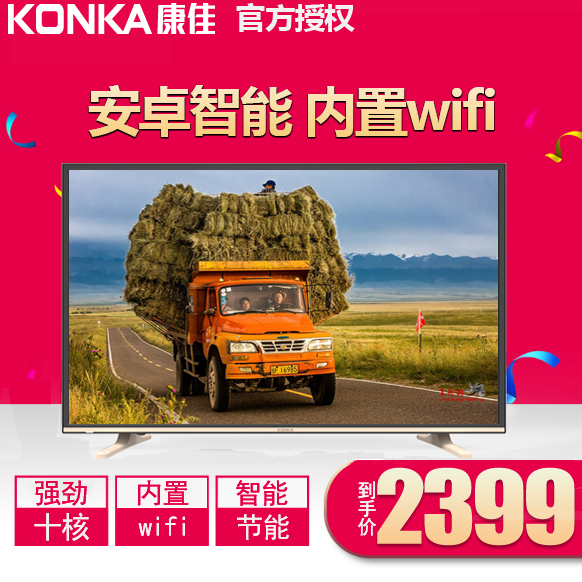 KONKA康佳 官方授权
安卓智能 内置wifi
KONKA
强劲
十核
内置
wifi
智能
节能
到手价
2399